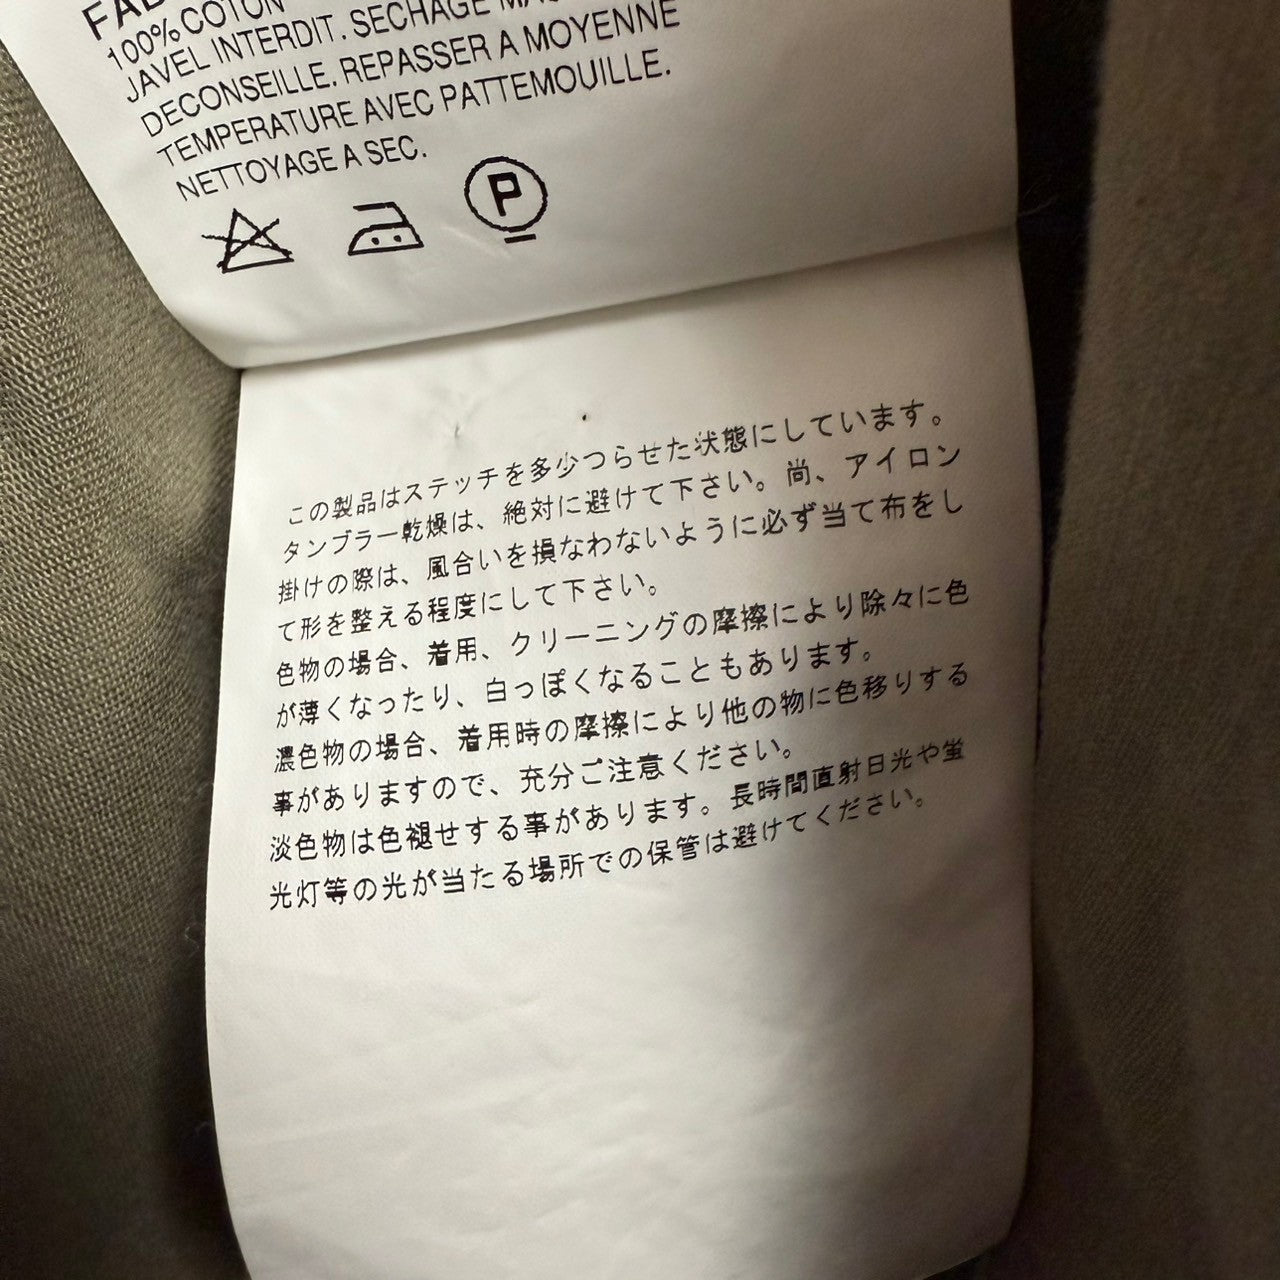 100% COTON
JAVEL INTERDIT. SECHAGE
DECONSEILLE. REPASSER A MOYENNE
TEMPERATURE AVEC PATTEMOUILLE.
NETTOYAGE A SEC.
P
この製品はステッチを多少つらせた状態にしています。
タンブラー乾燥は、絶対に避けて下さい。尚、アイロン
掛けの際は、風合いを損なわないように必ず当て布をし
て形を整える程度にして下さい。
色物の場合、着用、クリーニングの摩擦により除々に色
が薄くなったり、白っぽくなることもあります。
濃色物の場合、着用時の摩擦により他の物に色移りする
事がありますので、充分ご注意ください。
淡色物は色褪せする事があります。長時間直射日光や蛍
光灯等の光が当たる場所での保管は避けてください。